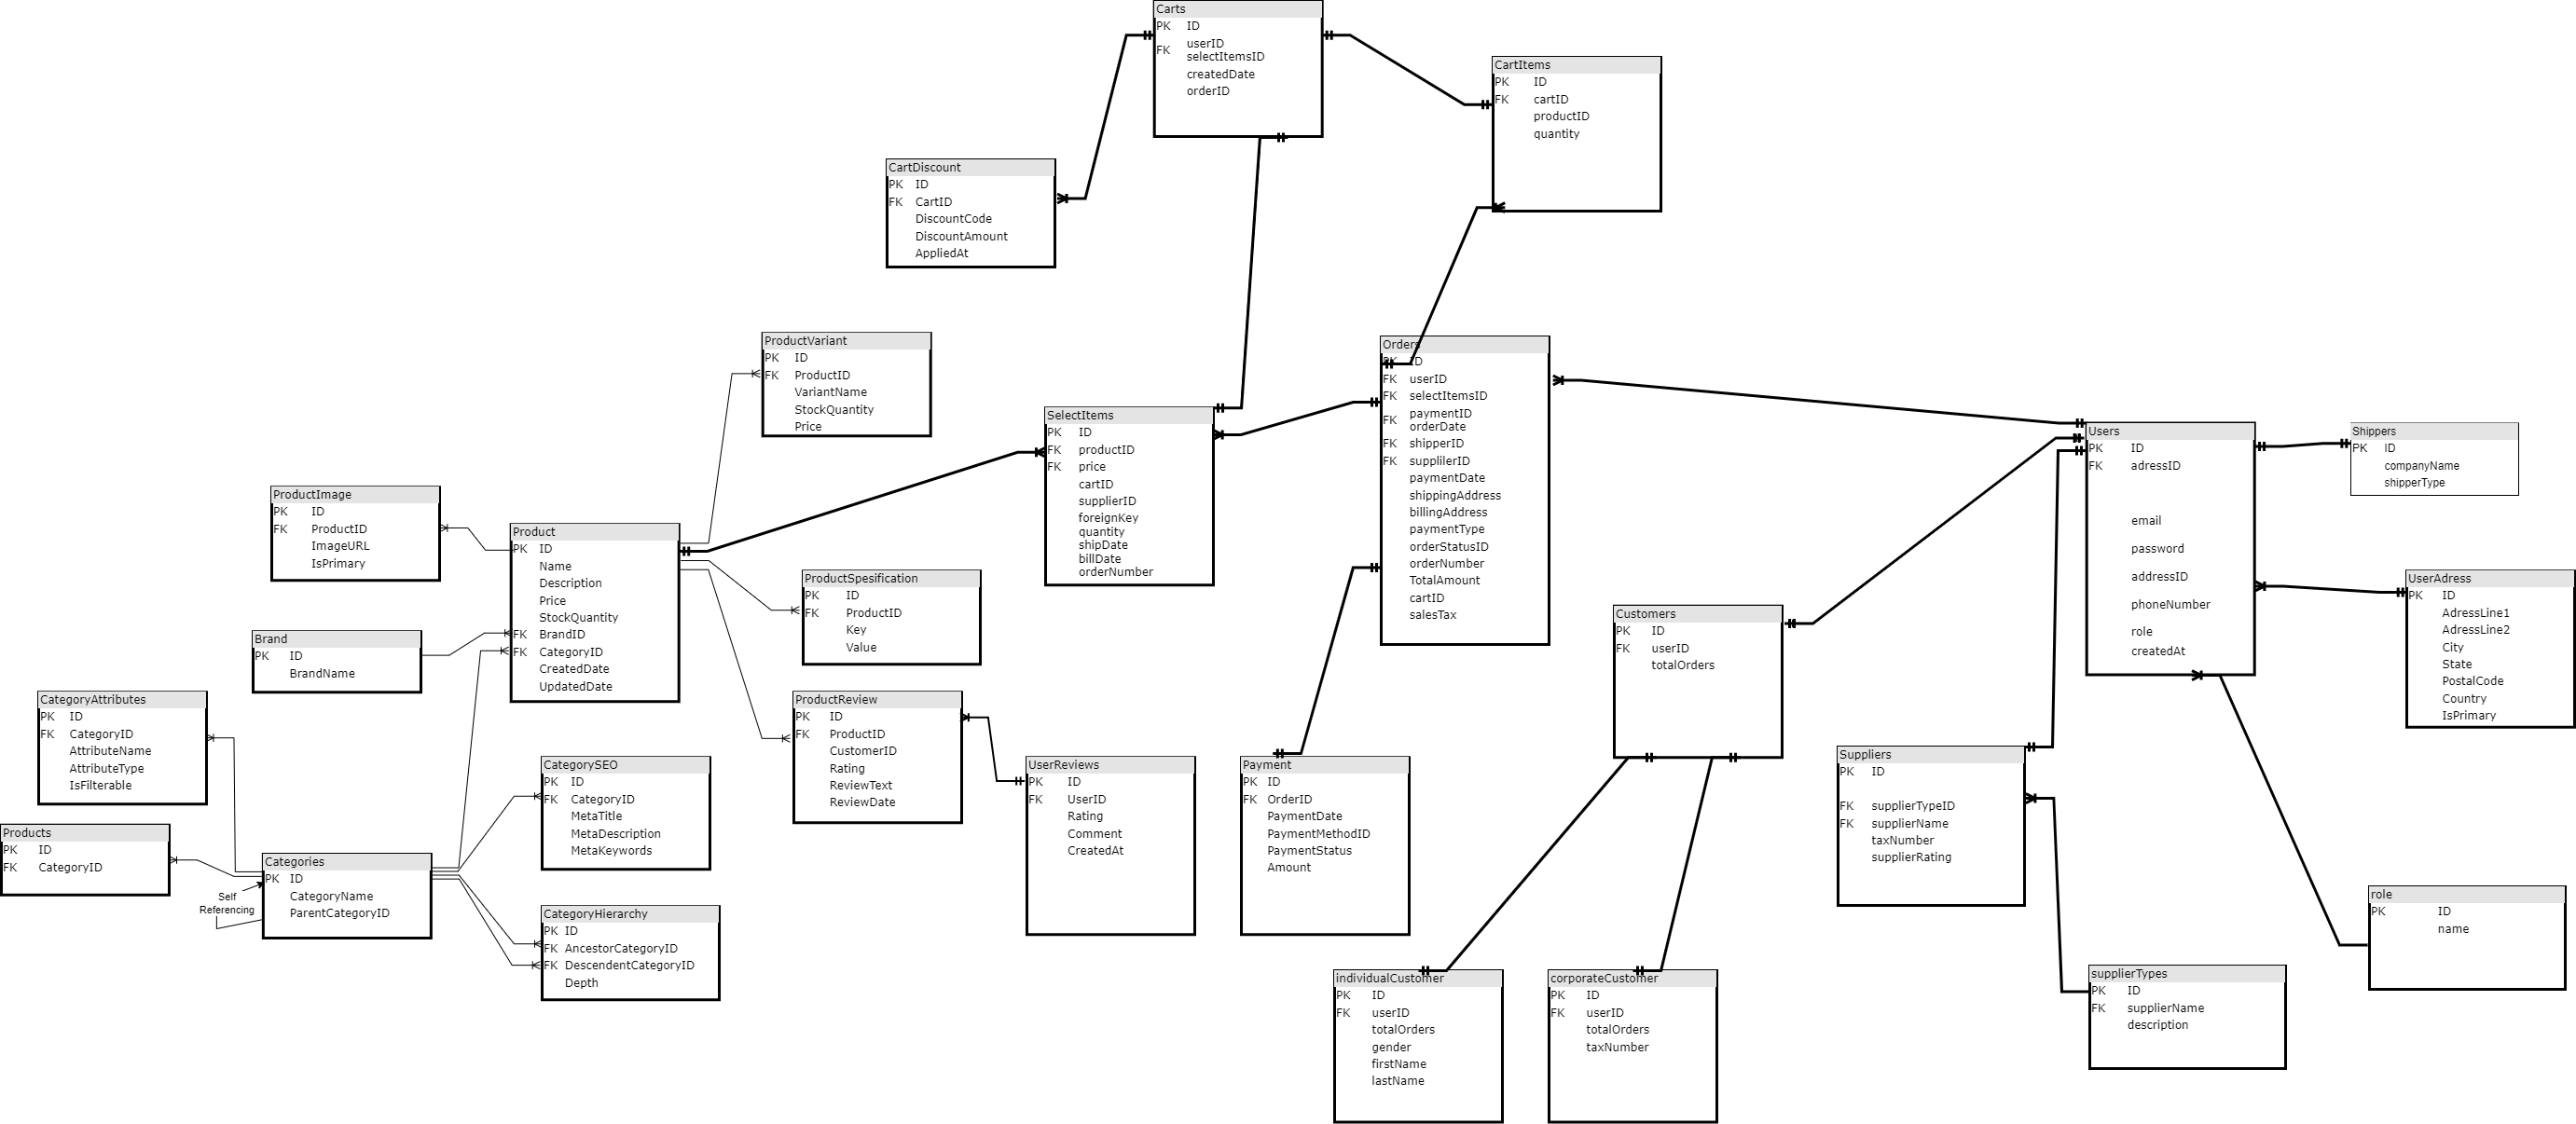 Carts
PK ID
FK userID
selectItemsID
createdDate
orderID
CartItems
PK ID
FK cartID
productID
quantity
CartDiscount
PK ID
FK CartID
DiscountCode
DiscountAmount
AppliedAt
ProductVariant
PK ID
FK ProductID
VariantName
StockQuantity
Price
Orders
PK ID
FK userID
FK selectItemsID
FK paymentID
orderDate
FK shipperID
FK supplilerID
paymentDate
shippingAddress
billingAddress
paymentType
orderStatusID
orderNumber
TotalAmount
cartID
salesTax
SelectItems
PK ID
FK productID
FK price
cartID
supplierID
foreignKey
quantity
shipDate
billDate
orderNumber
Users
PK ID
FK adressID
email
password
addressID
phoneNumber
role
createdAt
Shippers
PK ID
companyName
shipperType
ProductImage
PK ID
FK ProductID
ImageURL
IsPrimary
Product
PK ID
Name
Description
Price
StockQuantity
FK BrandID
FK CategoryID
CreatedDate
UpdatedDate
ProductSpesification
PK ID
FK ProductID
Key
Value
UserAdress
PK ID
AdressLine1
AdressLine2
City
State
PostalCode
Country
IsPrimary
Customers
PK ID
FK userID
totalOrders
Brand
PK ID
BrandName
CategoryAttributes
PK ID
FK CategoryID
AttributeName
AttributeType
IsFilterable
ProductReview
PK ID
FK ProductID
CustomerID
Rating
ReviewText
ReviewDate
Suppliers
PK ID
FK supplierTypeID
FK supplierName
taxNumber
supplierRating
CategorySEO
PK ID
FK CategoryID
MetaTitle
MetaDescription
MetaKeywords
UserReviews
PK ID
FK UserID
Rating
Comment
CreatedAt
Payment
PK ID
FK OrderID
PaymentDate
PaymentMethodID
PaymentStatus
Amount
Products
PK ID
FK CategoryID
Categories
PK ID
CategoryName
ParentCategoryID
Self
Referencing
CategoryHierarchy
PK ID
FK AncestorCategoryID
FK DescendentCategoryID
Depth
role
PK ID
name
individualCustomer
PK ID
FK userID
totalOrders
gender
firstName
lastName
corporateCustomer
PK ID
FK userID
totalOrders
taxNumber
supplierTypes
PK ID
FK supplierName
description